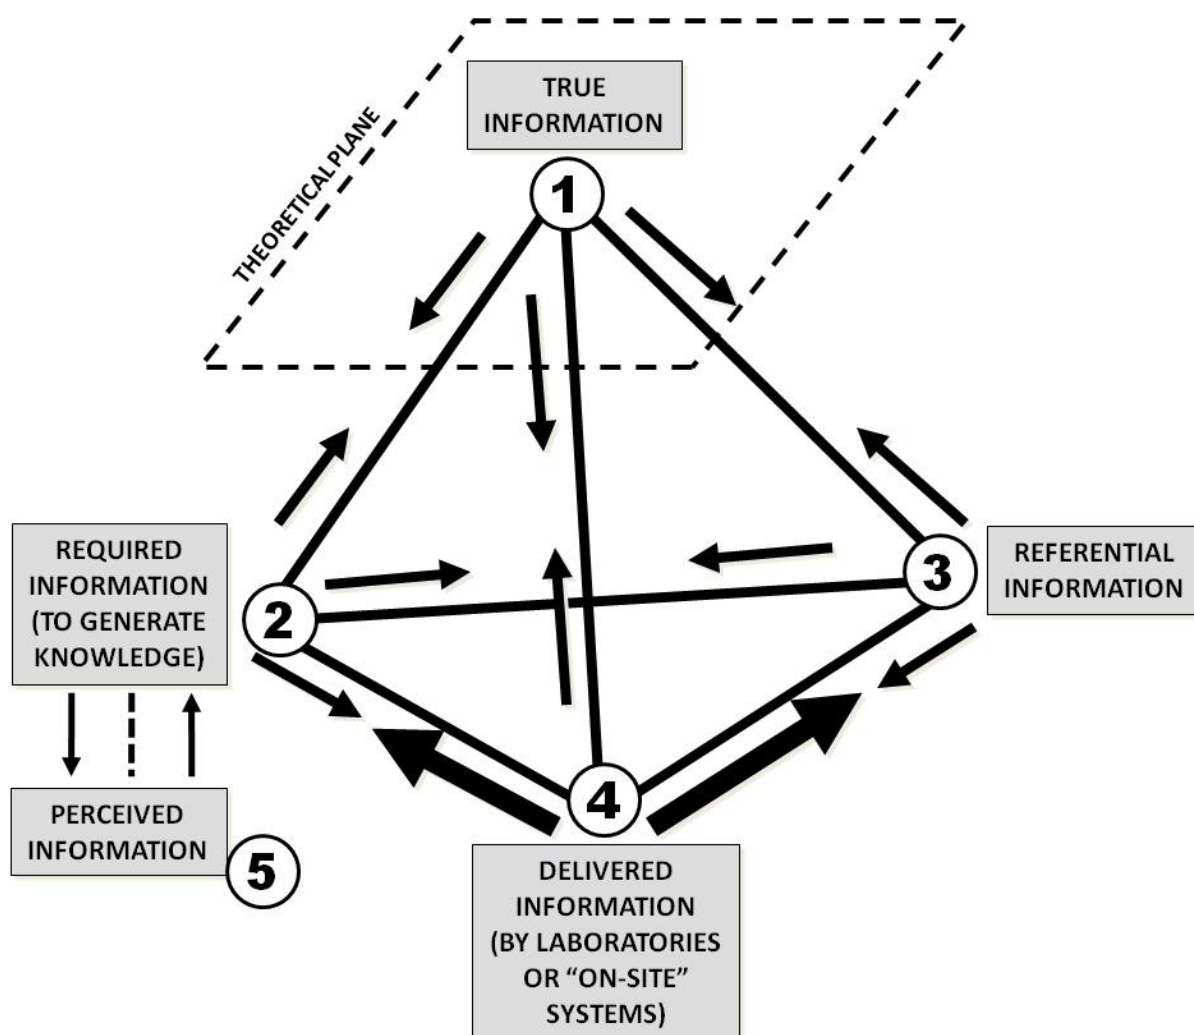 TRUE
INFORMATION
THEORETICAL PLANE
1
REQUIRED
INFORMATION
(TO GENERATE
KNOWLEDGE)
2
3
REFERENTIAL
INFORMATION
4
PERCEIVED
INFORMATION
5
DELIVERED
INFORMATION
(BY LABORATORIES
OR “ON-SITE”
SYSTEMS)